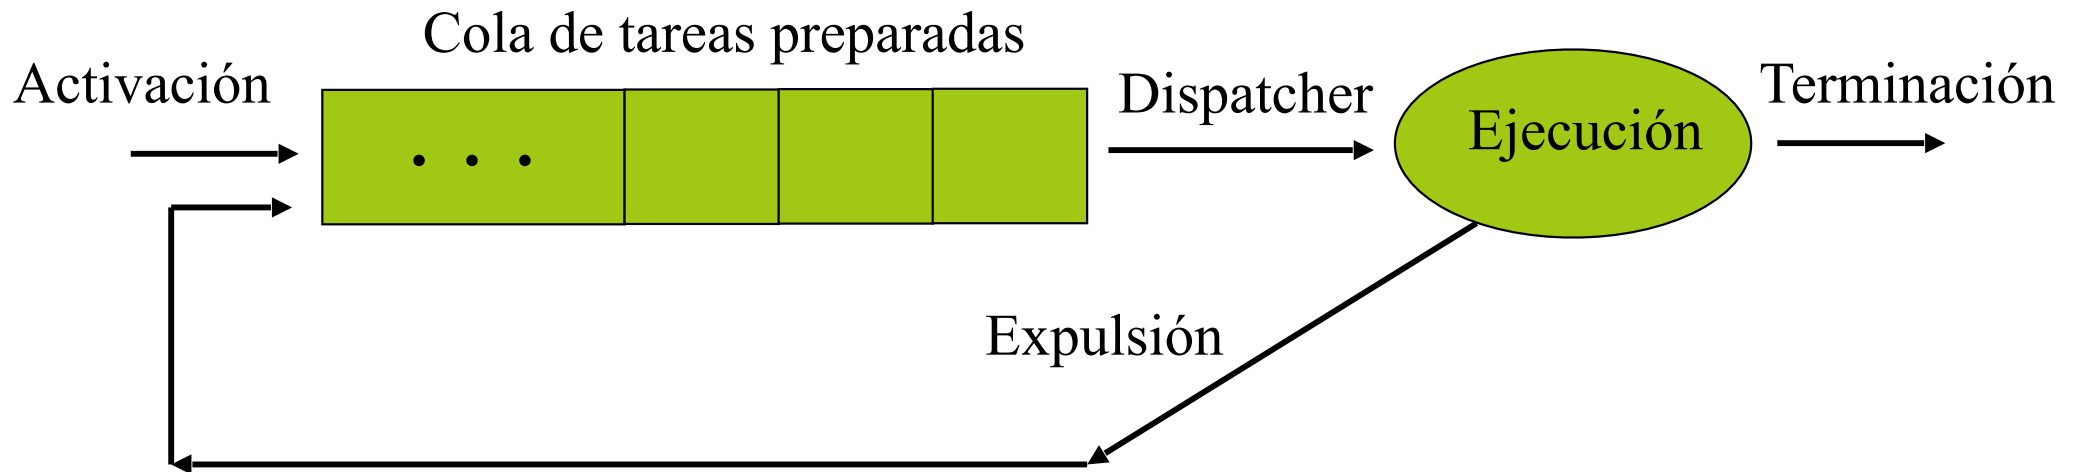 Cola de tareas preparadas
Activación
Dispatcher
Ejecución
Terminación
. . .
Expulsión